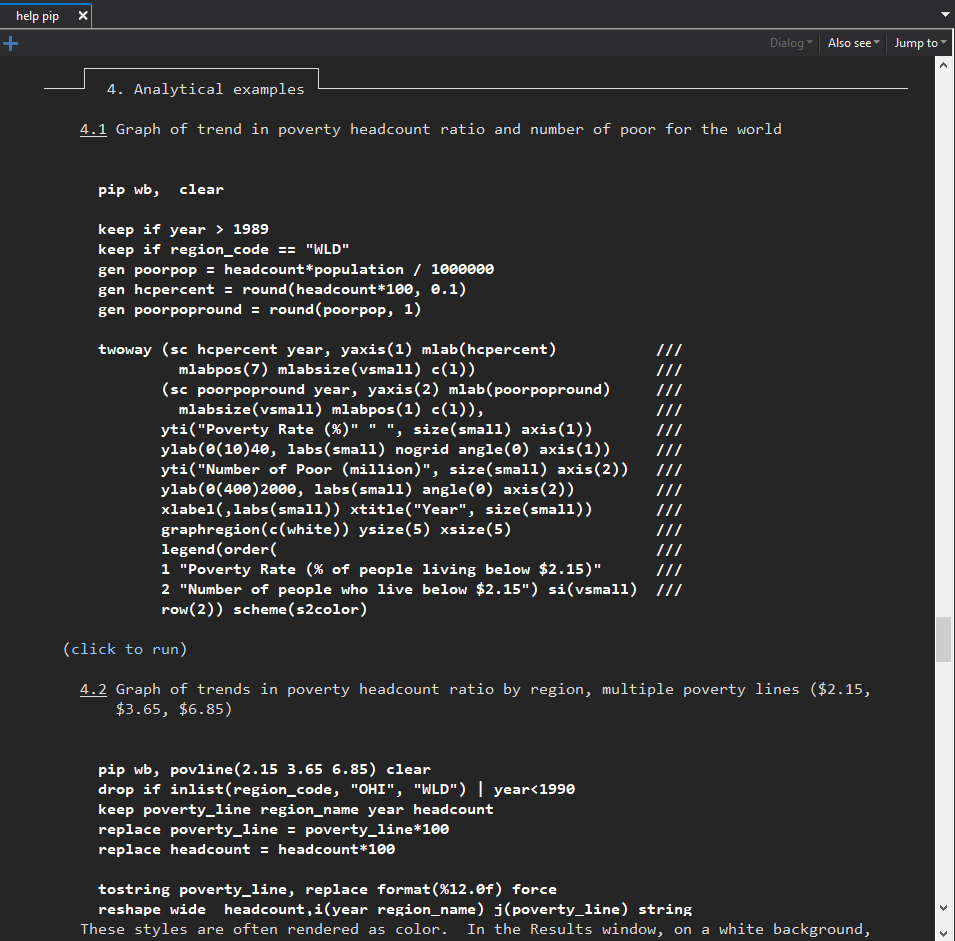 help pip
Dialog Also see Jump to
4. Analytical examples
4.1 Graph of trend in poverty headcount ratio and number of poor for the world
pip wb,  clear
keep if year > 1989
keep if region_code == "WLD"
gen poorpop = headcount*population / 1000000
gen hcpercent = round(headcount*100, 0.1)
gen poorpopround = round(poorpop, 1)
twoway (sc hcpercent year, yaxis(1) mlab(hcpercent)           ///
mlabpos(7) mlabsize(vsmall) c(l))                    ///
(sc poorpopround year, yaxis(2) mlab(poorpopround)     ///
mlabsize(vsmall) mlabpos(1) c(l)),                   ///
yti("Poverty Rate (%)" " ", size(small) axis(1))       ///
ylab(0(10)40, labs(small) nogrid angle(0) axis(1))     ///
yti("Number of Poor (million)", size(small) axis(2))   ///
ylab(0(400)2000, labs(small) angle(0) axis(2))         ///
xlabel(,labs(small)) xtitle("Year", size(small))       ///
graphregion(c(white)) ysize(5) xsize(5)                ///
legend(order(                                          ///
1 "Poverty Rate (% of people living below $2.15)"      ///
2 "Number of people who live below $2.15") si(vsmall)  ///
row(2)) scheme(s2color)
(click to run)
4.2 Graph of trends in poverty headcount ratio by region, multiple poverty lines ($2.15,
$3.65, $6.85)
pip wb, povline(2.15 3.65 6.85) clear
drop if inlist(region_code, "OHI", "WLD") | year<1990
keep poverty_line region_name year headcount
replace poverty_line = poverty_line*100
replace headcount = headcount*100
tostring poverty_line, replace format(%12.0f) force
reshape wide  headcount,i(year region_name) j(poverty_line) string
These styles are often rendered as color.  In the Results window, on a white background,